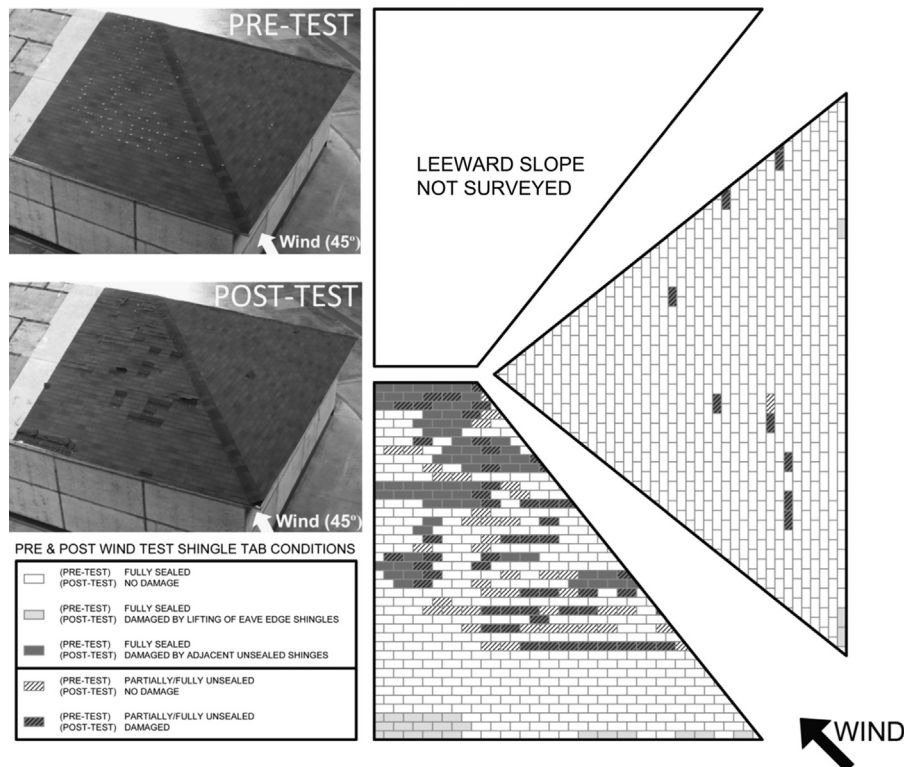 PRE-TEST
Wind (45º)
POST-TEST
Wind (45º)
LEEWARD SLOPE
NOT SURVEYED
PRE & POST WIND TEST SHINGLE TAB CONDITIONS
(PRE-TEST) FULLY SEALED
(POST-TEST) NO DAMAGE
(PRE-TEST) FULLY SEALED
(POST-TEST) DAMAGED BY LIFTING OF EAVE EDGE SHINGLES
(PRE-TEST) FULLY SEALED
(POST-TEST) DAMAGED BY ADJACENT UNSEALED SHINGES
(PRE-TEST) PARTIALLY/FULLY UNSEALED
(POST-TEST) NO DAMAGE
(PRE-TEST) PARTIALLY/FULLY UNSEALED
(POST-TEST) DAMAGED
WIND